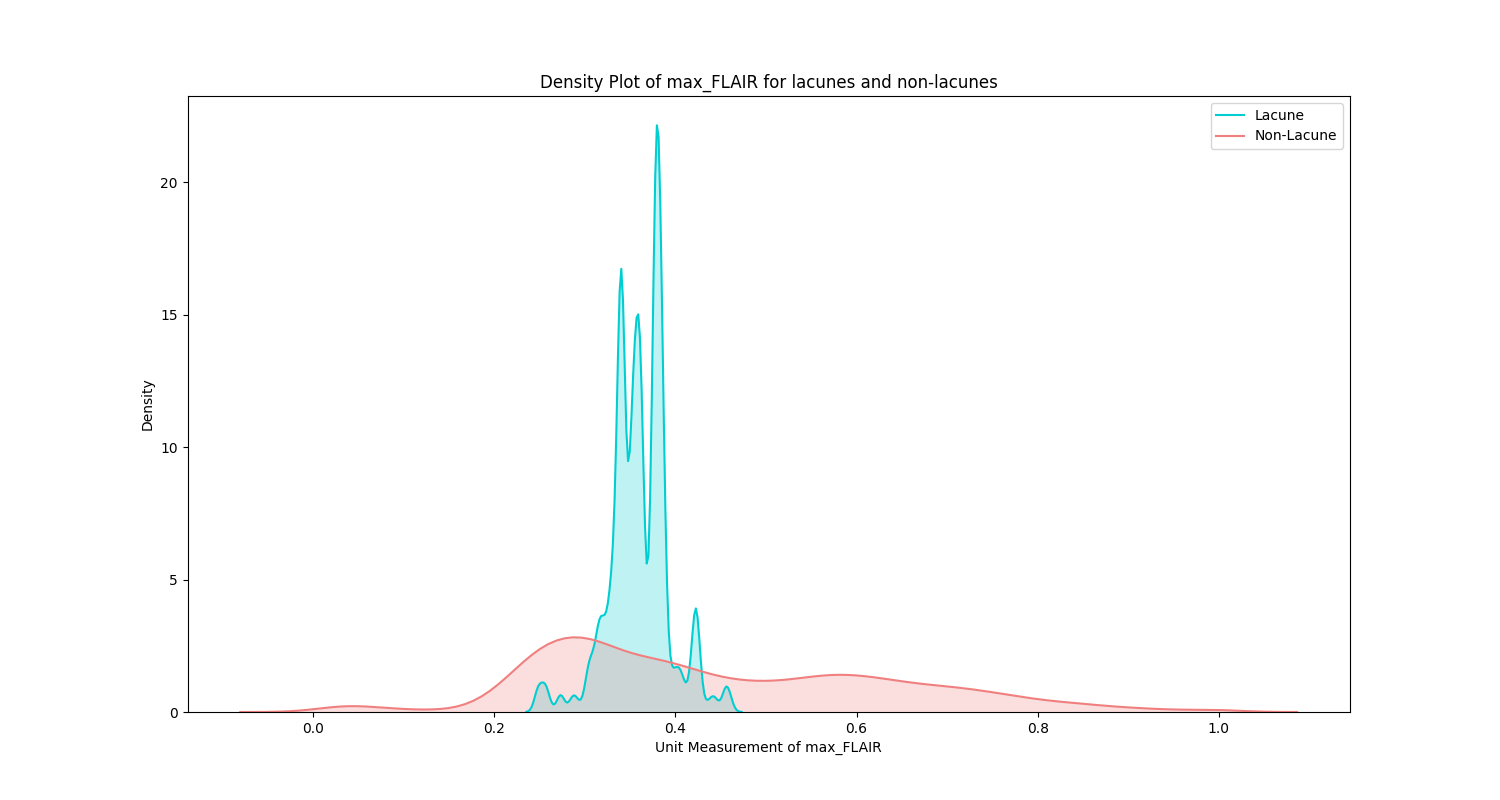 Density Plot of max_FLAIR for lacunes and non-lacunes
Lacune
Non-Lacune
Density
20
15
10
5
0
0.0 0.2 0.4 0.6 0.8 1.0
Unit Measurement of max_FLAIR